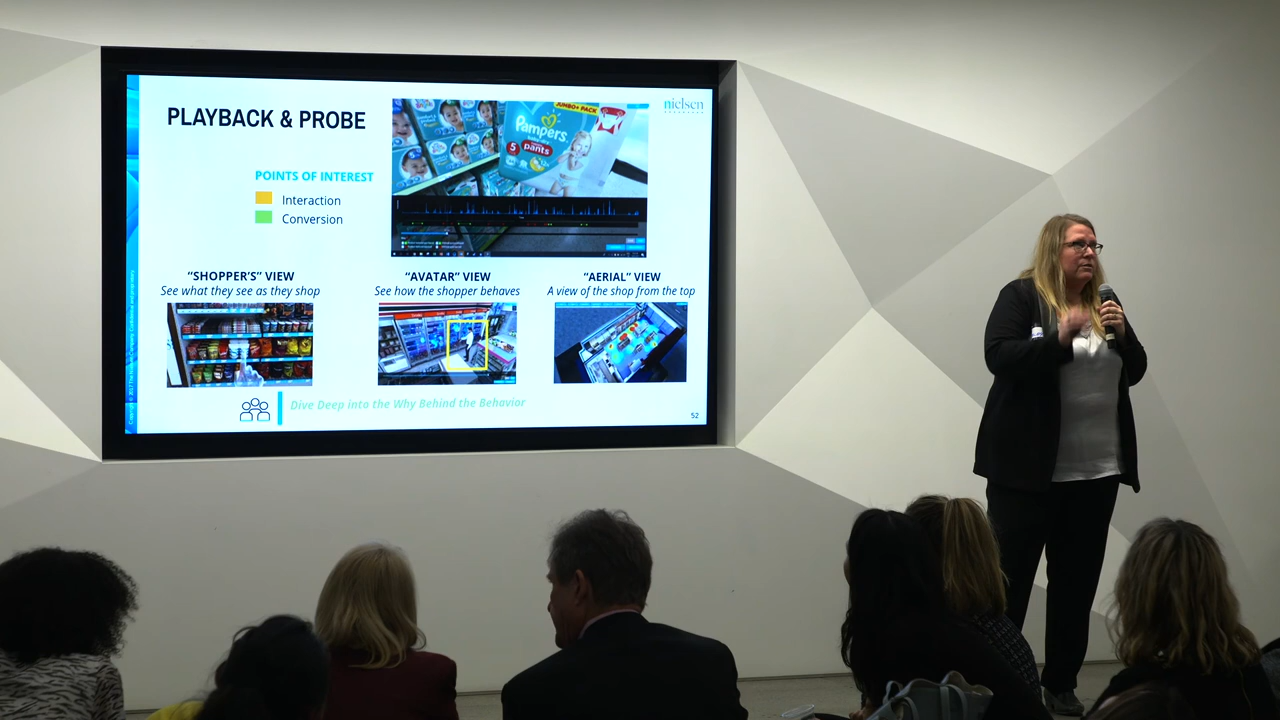 PLAYBACK & PROBE
nielsen
JUMBO+ PACK
Pampers
5
pants
POINTS OF INTEREST
Interaction
Conversion
“SHOPPER’S” VIEW
See what they see as they shop
“AVATAR” VIEW
See how the shopper behaves
“AERIAL” VIEW
A view of the shop from the top
Dive Deep into the Why Behind the Behavior
52